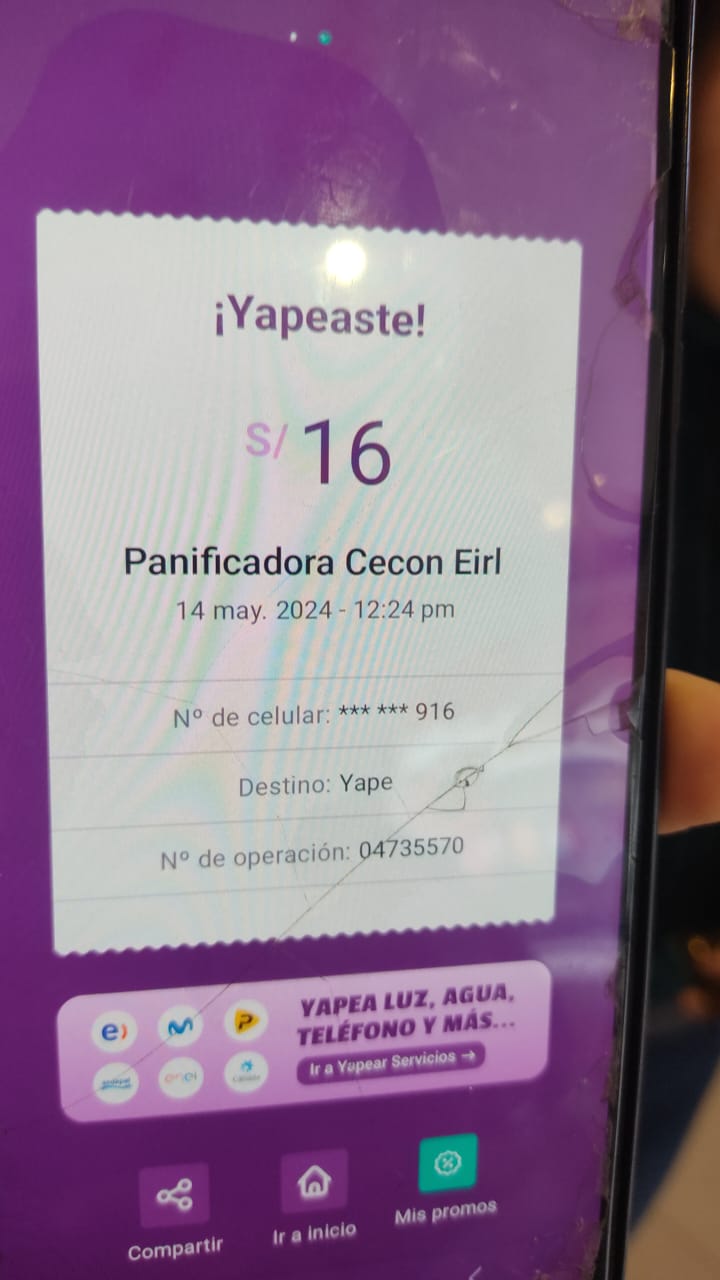 ¡Yapeaste!
S/ 16
Panificadora Cecon Eirl
14 may. 2024 - 12:24 pm
Nº de celular: *** *** 916
Destino: Yape
Nº de operación: 04735570
e)
YAPEA LUZ, AGUA,
TELÉFONO Y MÁS...
enel
Ir a Yapear Servicios →
Compartir
Ir a inicio
Mis promos